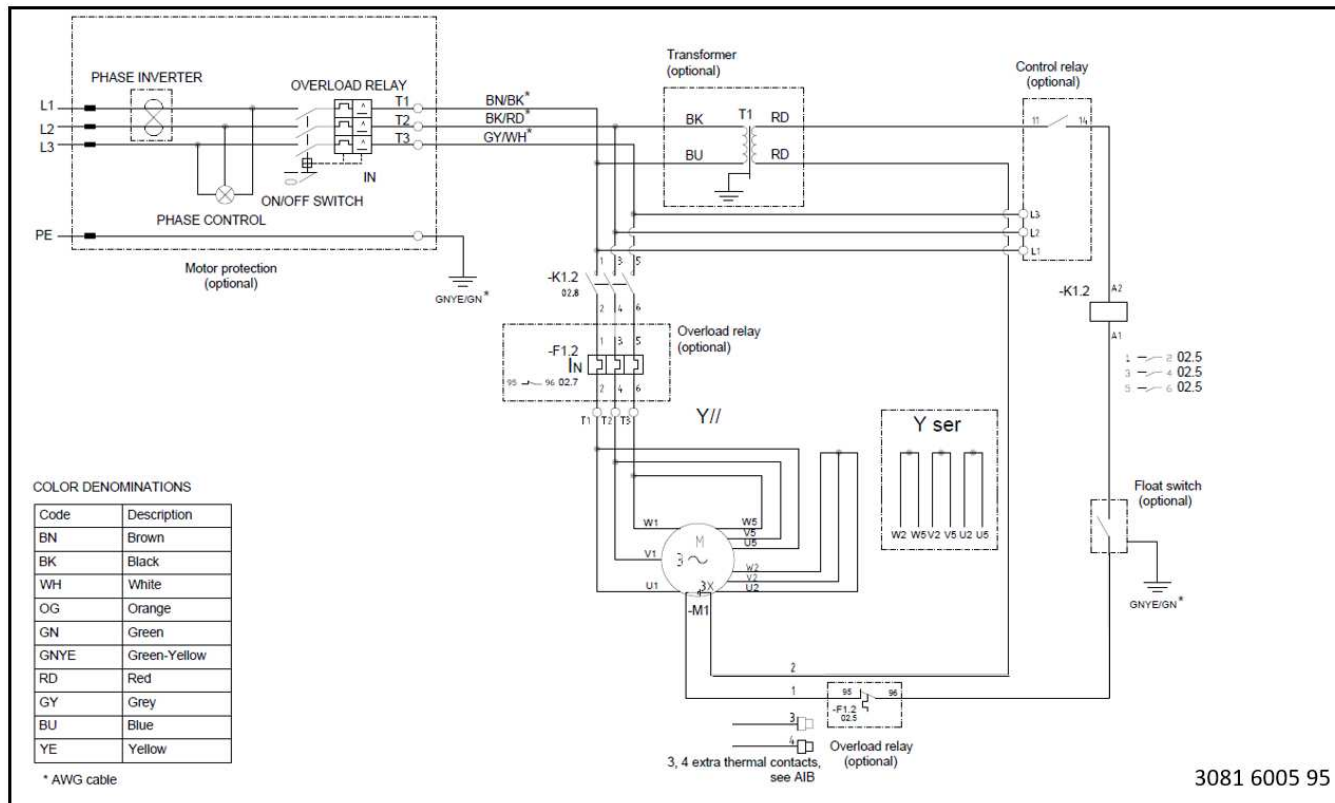 PHASE INVERTER
OVERLOAD RELAY
L1
L2
L3
T1
T2
T3
BN/BK*
BK/RD*
GY/WH*
IN
ON/OFF SWITCH
PHASE CONTROL
PE
Motor protection
(optional)
GNYE/GN*
Transformer
(optional)
BK
T1
RD
BU
RD
Control relay
(optional)
11
14
L3
L2
L1
-K1.2
02.8
1 3 5
2 4 6
-K1.2
A2
A1
1 2 02.5
3 4 02.5
5 6 02.5
Overload relay
(optional)
-F1.2
IN
95 96 02.7
1 3 5
2 4 6
T1 T2 T3
Y//
Y ser
W2 W5 V2 V5 U2 U5
Float switch
(optional)
GNYE/GN*
W1
V1
U1
M
3 ~
3X
-M1
W5
V5
U5
W2
V2
U2
2
1
95 96
-F1.2
02.5
Overload relay
(optional)
3
4
3, 4 extra thermal contacts,
see AIB
COLOR DENOMINATIONS
Code Description
BN Brown
BK Black
WH White
OG Orange
GN Green
GNYE Green-Yellow
RD Red
GY Grey
BU Blue
YE Yellow
* AWG cable
3081 6005 95